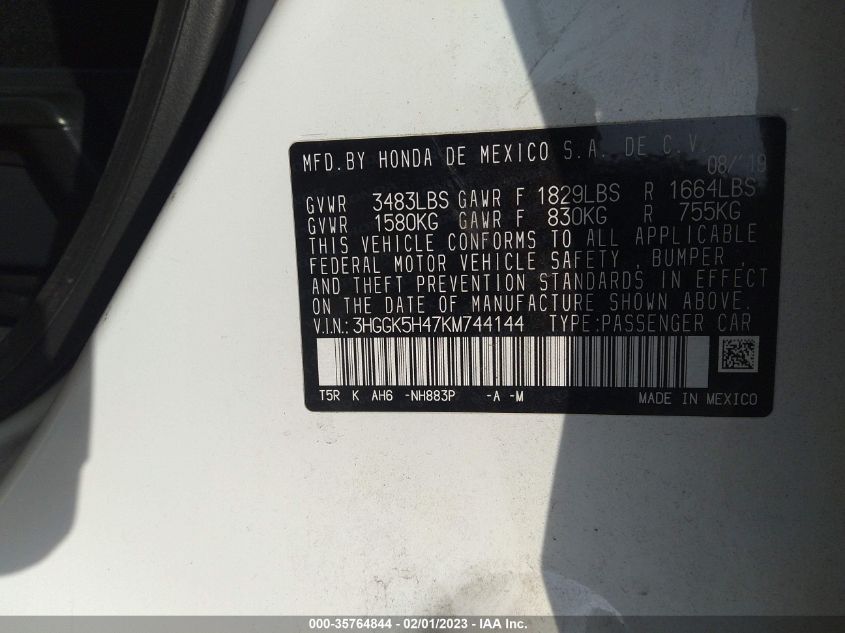 MFD.BY HONDA DE MEXICO S.A. DE C.V.
08/'18
GVWR 3483LBS GAWR F 1829LBS R 1664LBS
GVWR 1580KG GAWR F 830KG R 755KG
THIS VEHICLE CONFORMS TO ALL APPLICABLE
FEDERAL MOTOR VEHICLE SAFETY , BUMPER ,
AND THEFT PREVENTION STANDARDS IN EFFECT
ON THE DATE OF MANUFACTURE SHOWN ABOVE.
V.I.N.: 3HGGK5H47KM744144 TYPE:PASSENGER CAR
T5R K AH6 -NH883P -A -M MADE IN MEXICO
000-35764844 - 02/01/2023 - IAA Inc.